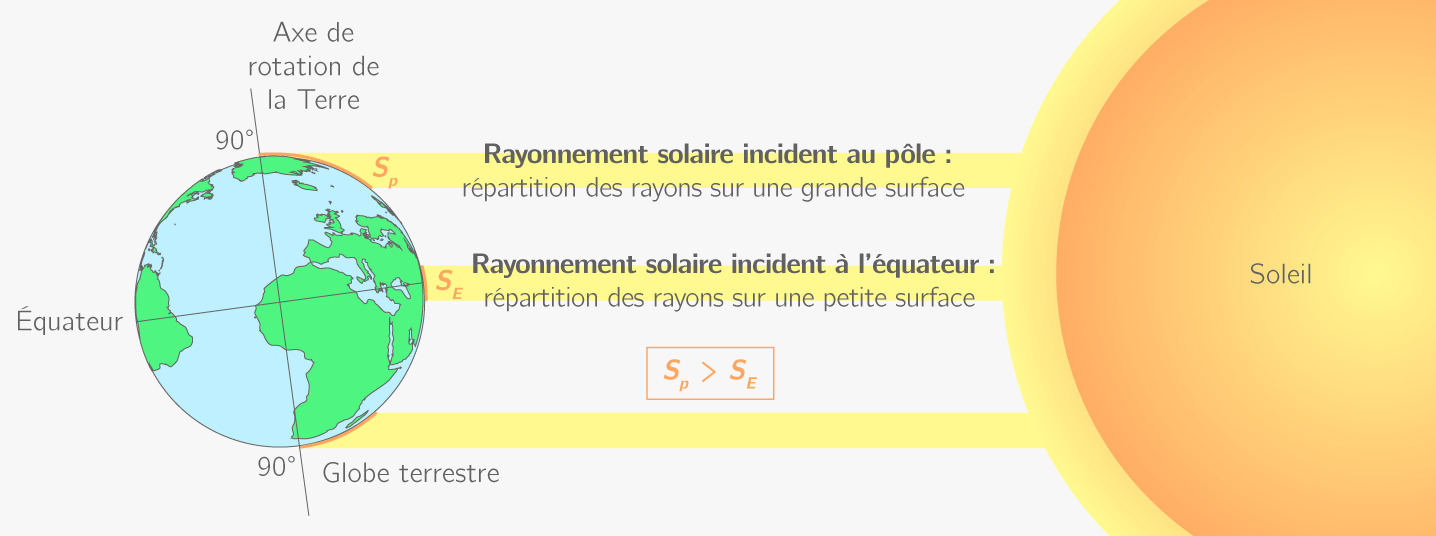 Axe de
rotation de
la Terre
90°
S_p
Rayonnement solaire incident au pôle :
répartition des rayons sur une grande surface
Rayonnement solaire incident à l'équateur :
répartition des rayons sur une petite surface
S_E
Soleil
Équateur
S_p > S_E
90°
Globe terrestre